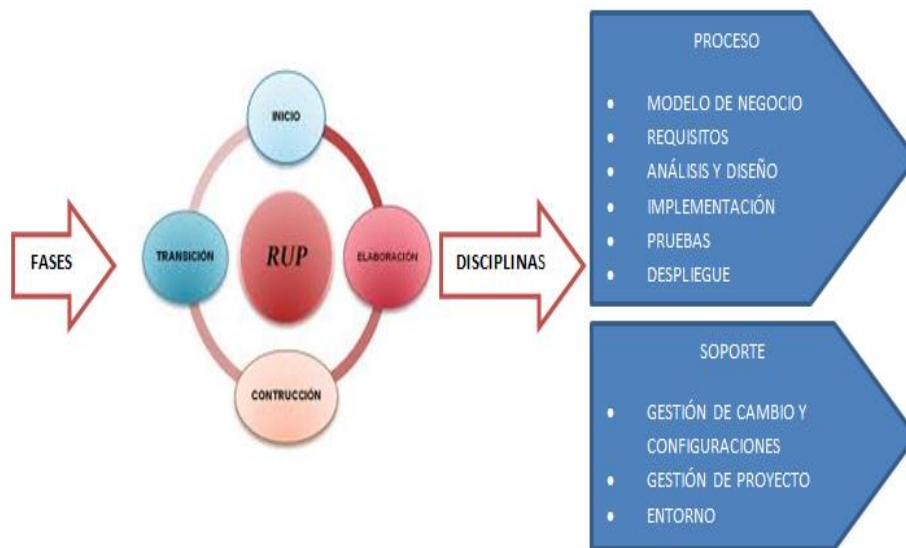 FASES
INICIO
TRANSICIÓN
RUP
ELABORACIÓN
CONTRUCCIÓN
DISCIPLINAS
PROCESO
• MODELO DE NEGOCIO
• REQUISITOS
• ANÁLISIS Y DISEÑO
• IMPLEMENTACIÓN
• PRUEBAS
• DESPLIEGUE
SOPORTE
• GESTIÓN DE CAMBIO Y
CONFIGURACIONES
• GESTIÓN DE PROYECTO
• ENTORNO